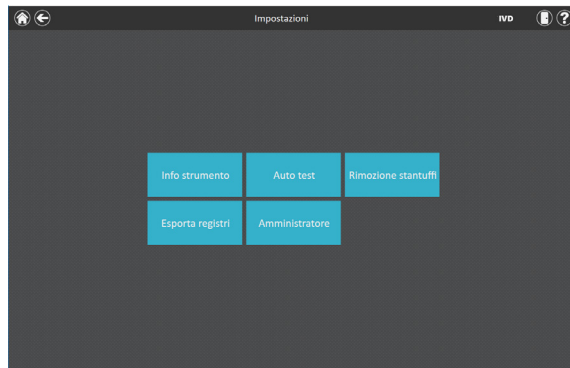 Impostazioni
IVD
?
Info strumento
Auto test
Rimozione stantuffi
Esporta registri
Amministratore